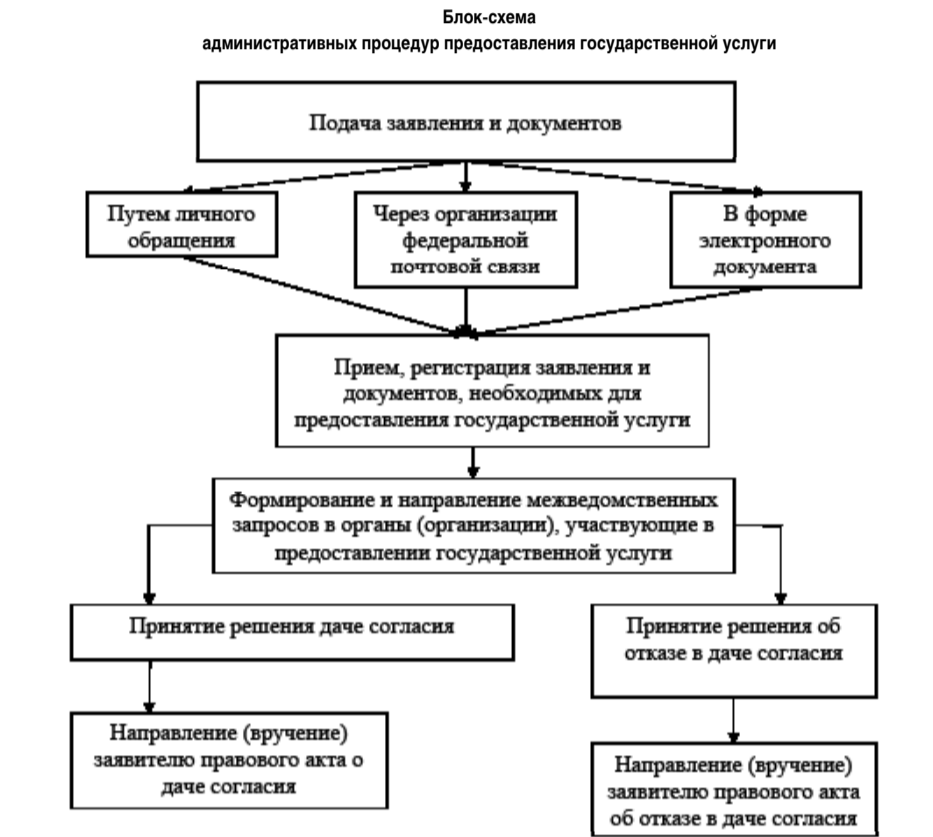 Блок-схема
административных процедур предоставления государственной услуги
Подача заявления и документов
Путем личного
обращения
Через организации
федеральной
почтовой связи
В форме
электронного
документа
Прием, регистрация заявления и
документов, необходимых для
предоставления государственной услуги
Формирование и направление межведомственных
запросов в органы (организации), участвующие в
предоставлении государственной услуги
Принятие решения даче согласия
Принятие решения об
отказе в даче согласия
Направление (вручение)
заявителю правового акта о
даче согласия
Направление (вручение)
заявителю правового акта
об отказе в даче согласия